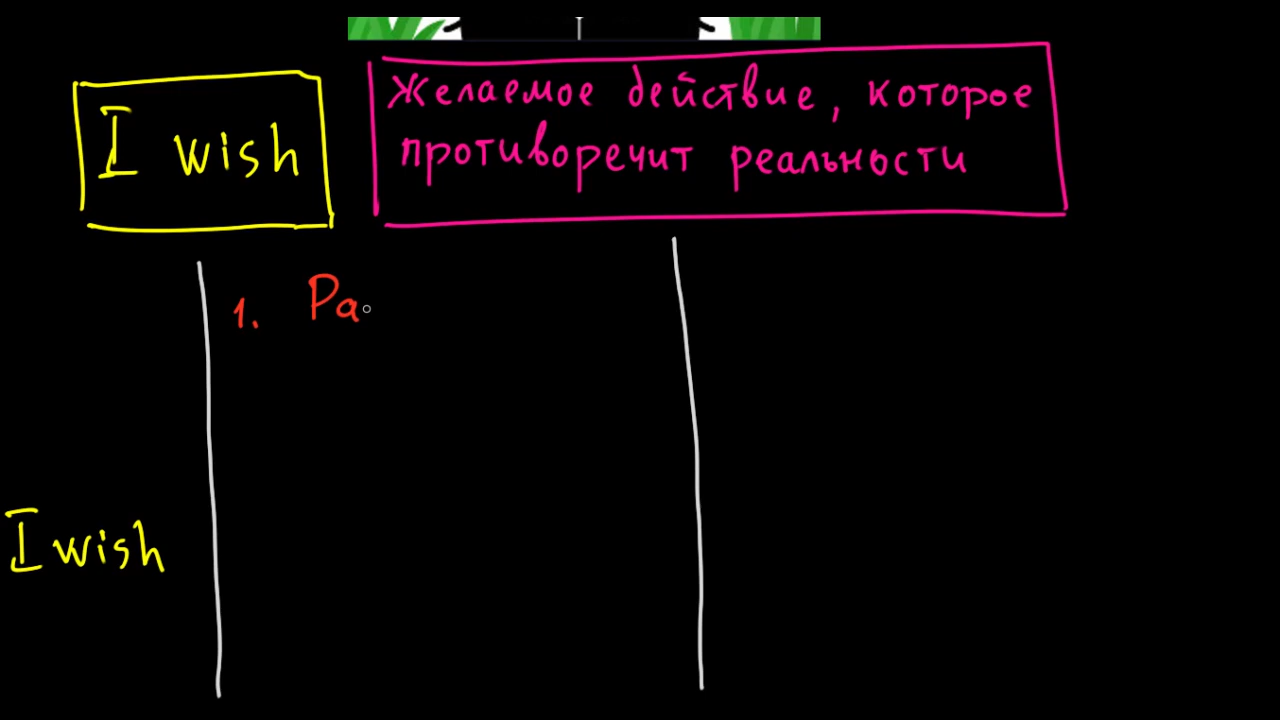 I wish
Желаемое действие, которое
противоречит реальности
1. Pa
I wish